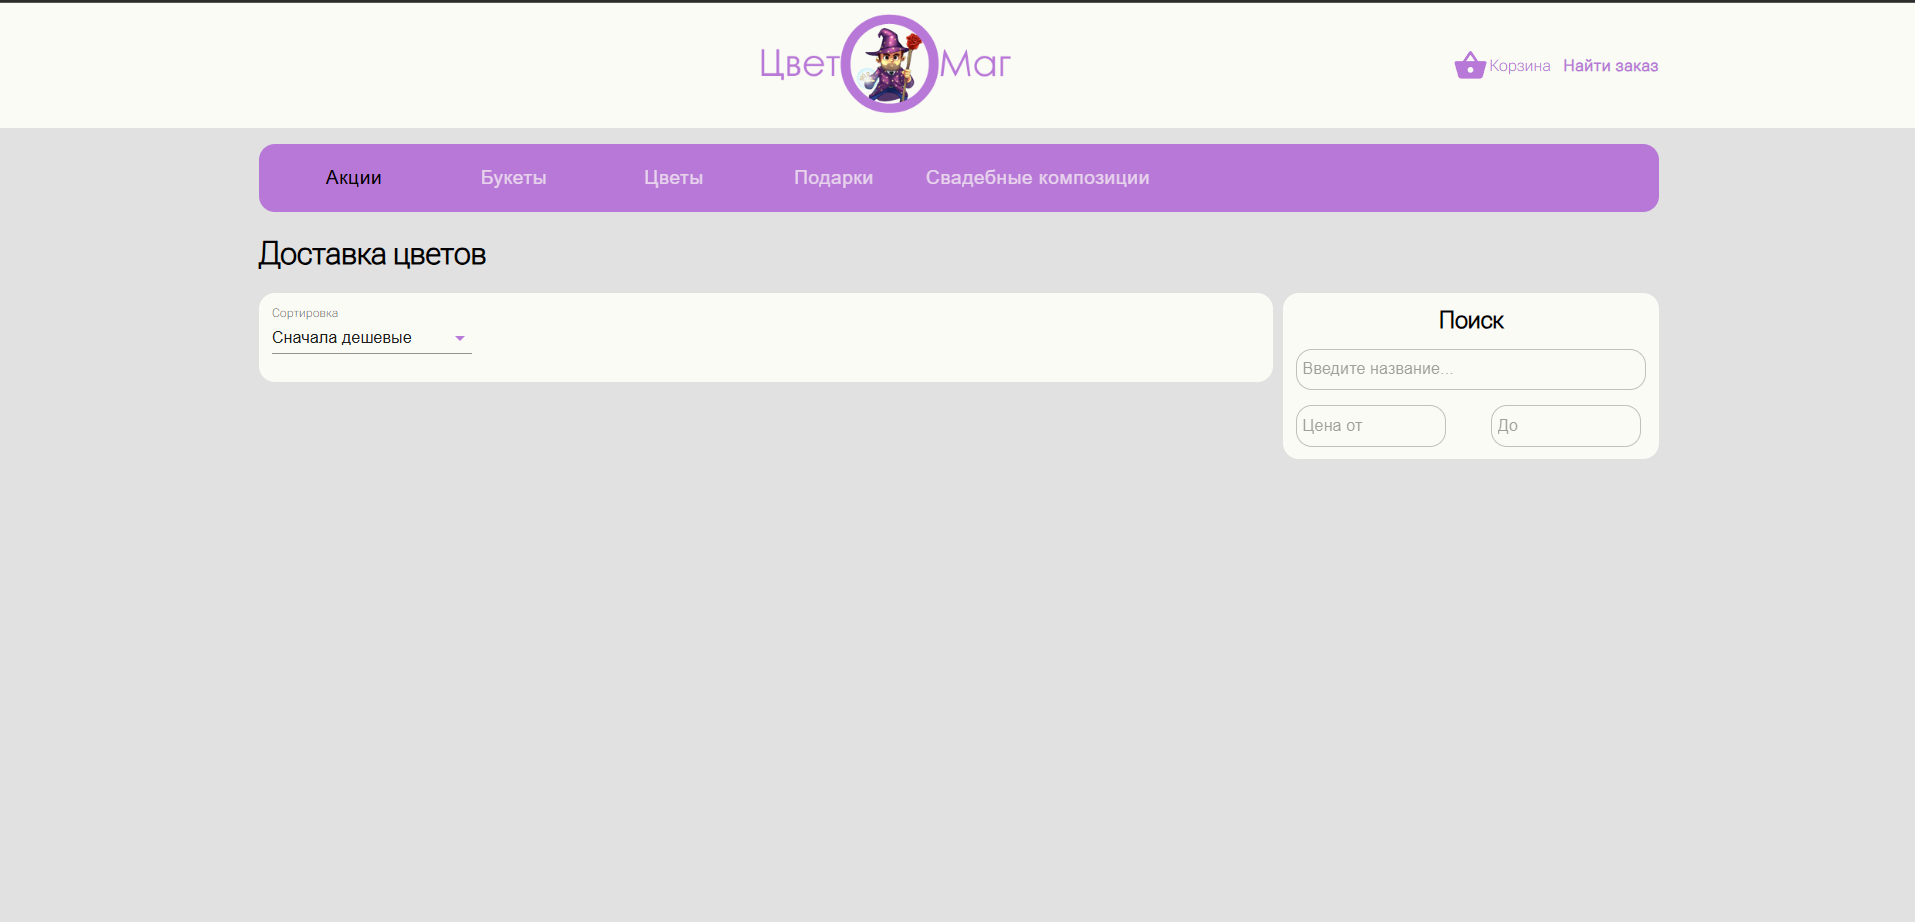 Цвет Маг
Корзина Найти заказ
Акции Букеты Цветы Подарки Свадебные композиции
Доставка цветов
Сортировка
Сначала дешевые
Поиск
Введите название...
Цена от До